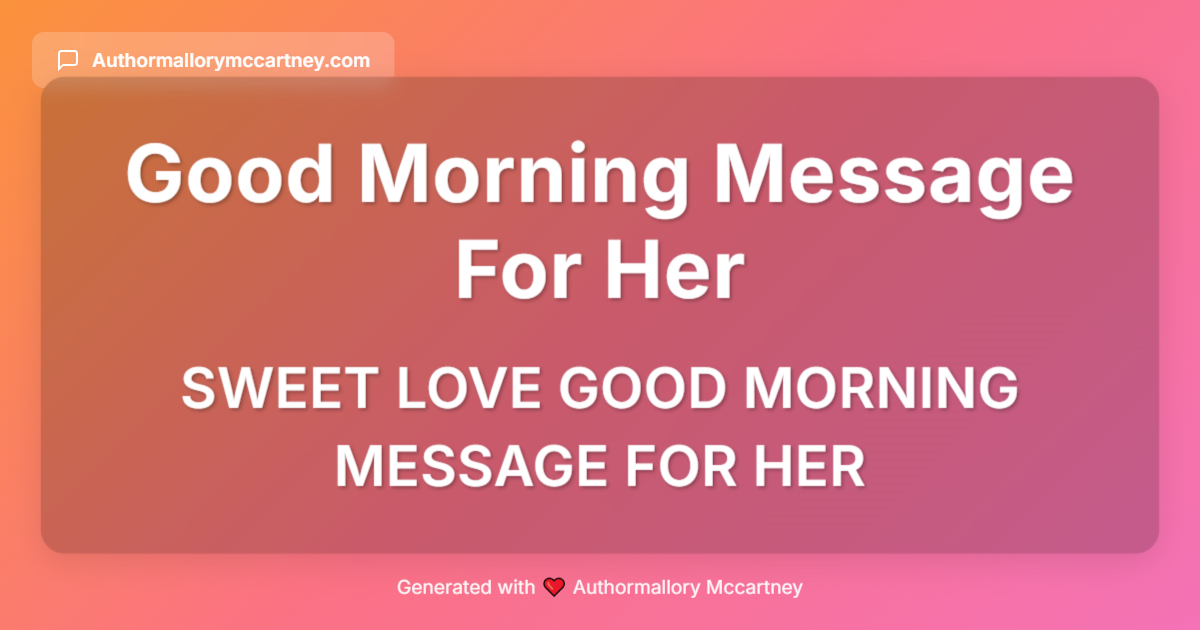 Authormallorymccartney.com
Good Morning Message
For Her
SWEET LOVE GOOD MORNING
MESSAGE FOR HER
Generated with ❤️ Authormallory Mccartney